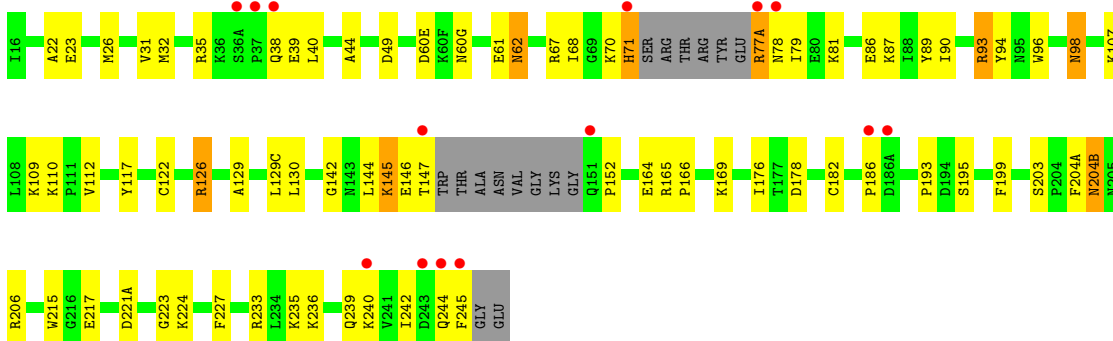 I16 A22 E23 M26 V31 M32 R35 K36 S36A P37 Q38 E39 L40 A44 D49 D60E K60F N60G E61 N62 R67 I68 G69 K70 H71 SER ARG THR ARG TYR GLU R77A N78 I79 E80 K81 E86 K87 I88 Y89 I90 R93 Y94 N95 W96 N98 K107
L108 K109 K110 P111 V112 Y117 C122 R126 A129 L129C L130 G142 N143 L144 K145 E146 T147 TRP THR ALA ASN VAL GLY LYS GLY Q151 P152 E164 R165 P166 K169 I176 T177 D178 C182 P186 D186A P193 D194 S195 F199 S203 P204 F204A N204B N205
R206 W215 G216 E217 D221A G223 K224 F227 R233 L234 K235 K236 Q239 K240 V241 I242 D243 Q244 F245 GLY GLU